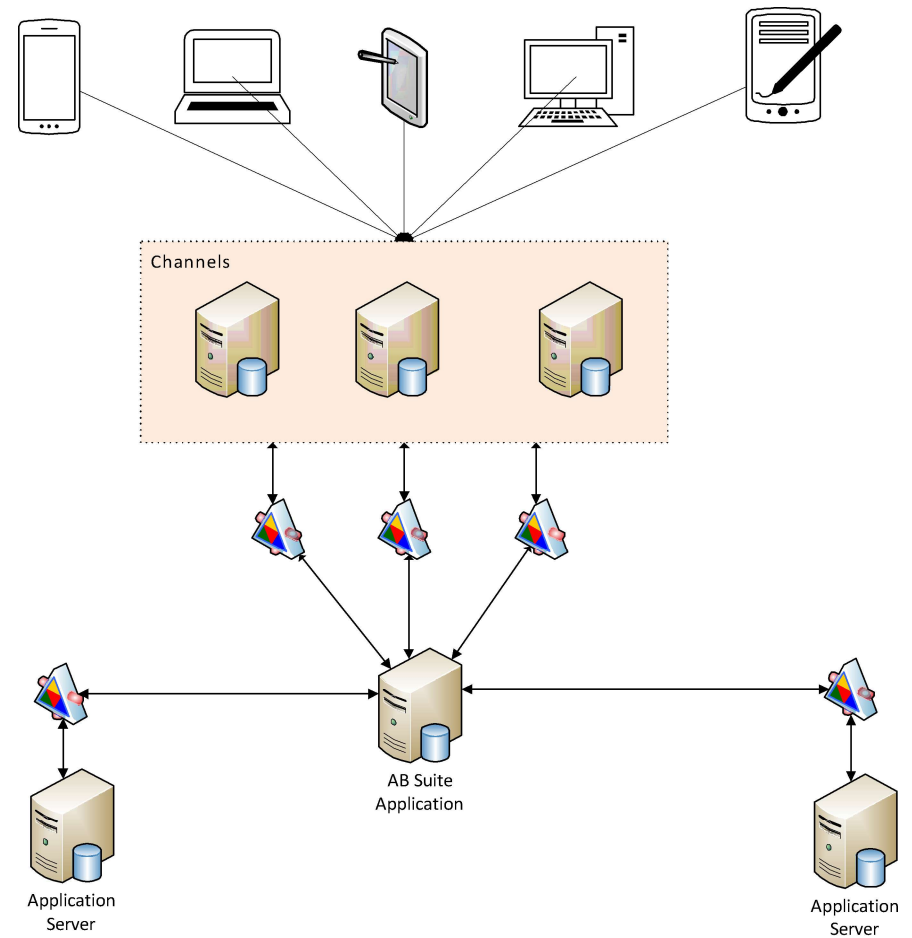 Channels
AB Suite
Application
Application
Server
Application
Server